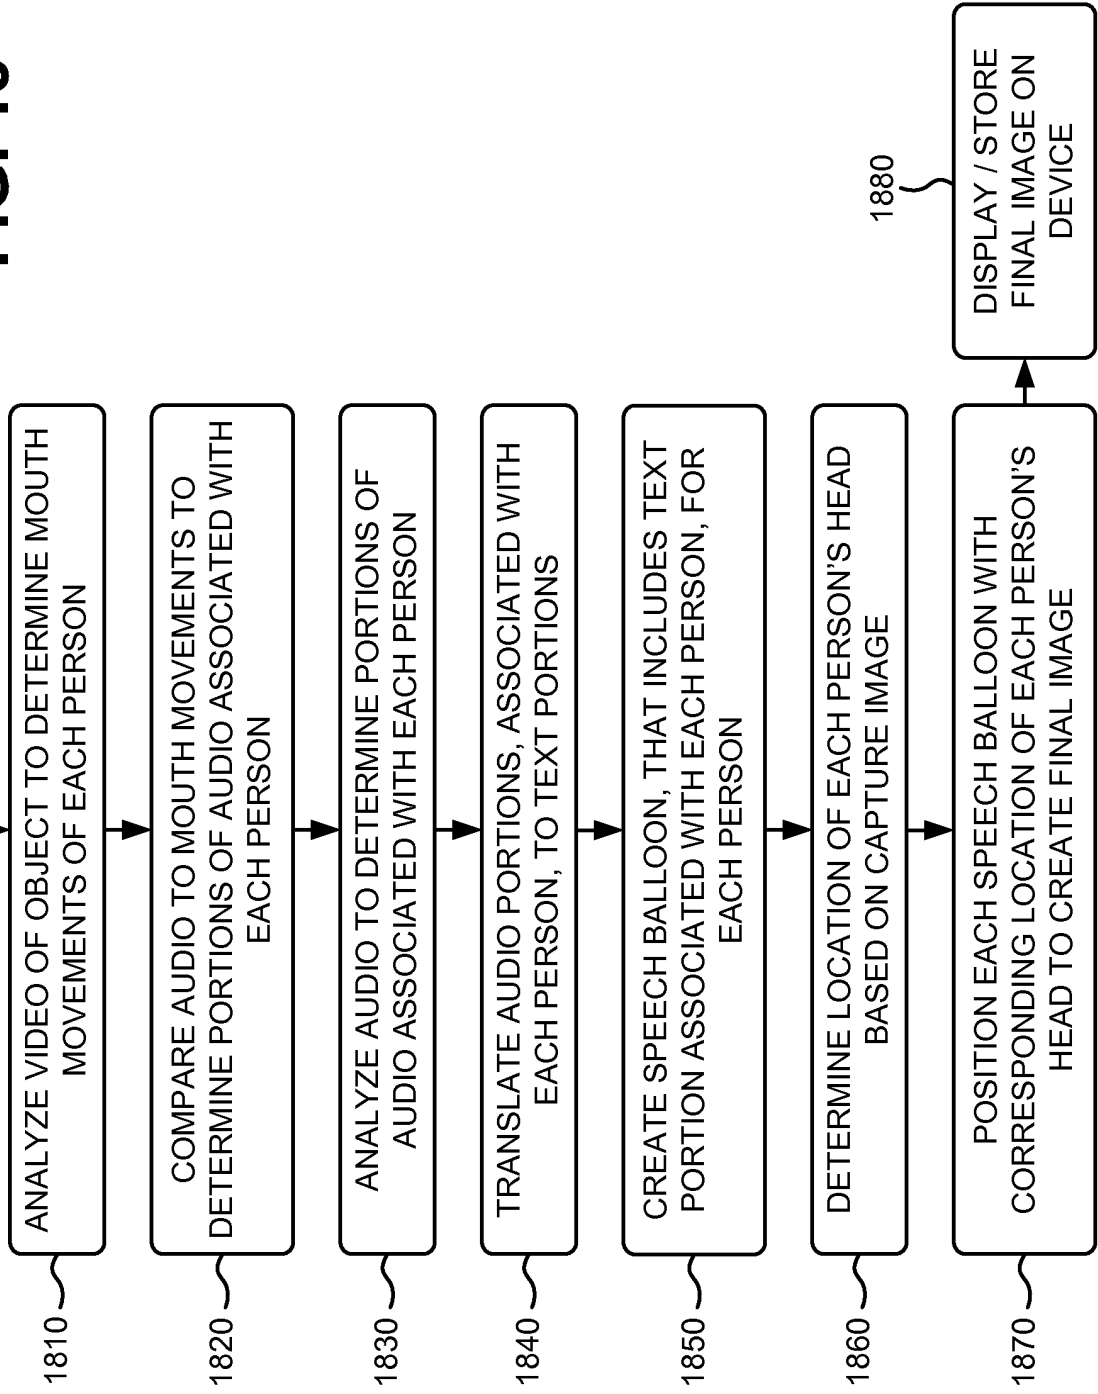 1810
ANALYZE VIDEO OF OBJECT TO DETERMINE MOUTH
MOVEMENTS OF EACH PERSON
1820
COMPARE AUDIO TO MOUTH MOVEMENTS TO
DETERMINE PORTIONS OF AUDIO ASSOCIATED WITH
EACH PERSON
1830
ANALYZE AUDIO TO DETERMINE PORTIONS OF
AUDIO ASSOCIATED WITH EACH PERSON
1840
TRANSLATE AUDIO PORTIONS, ASSOCIATED WITH
EACH PERSON, TO TEXT PORTIONS
1850
CREATE SPEECH BALLOON, THAT INCLUDES TEXT
PORTION ASSOCIATED WITH EACH PERSON, FOR
EACH PERSON
1860
DETERMINE LOCATION OF EACH PERSON'S HEAD
BASED ON CAPTURE IMAGE
1870
POSITION EACH SPEECH BALLOON WITH
CORRESPONDING LOCATION OF EACH PERSON'S
HEAD TO CREATE FINAL IMAGE
1880
DISPLAY / STORE
FINAL IMAGE ON
DEVICE